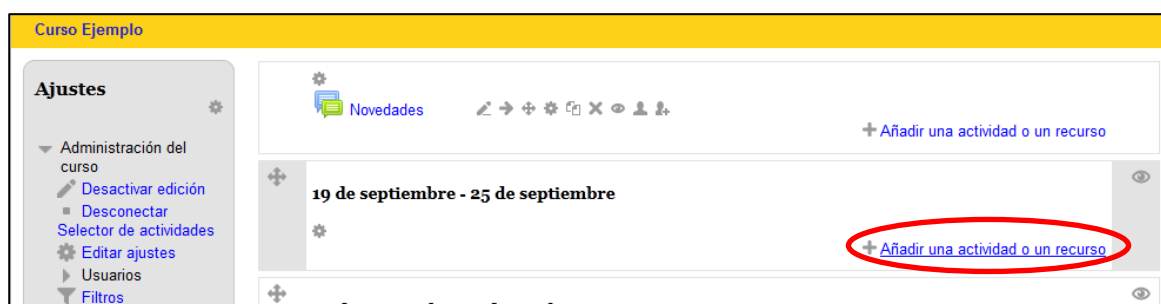 Curso Ejemplo
Ajustes
Administración del
curso
Desactivar edición
Desconectar
Selector de actividades
Editar ajustes
Usuarios
Filtros
Novedades
Añadir una actividad o un recurso
19 de septiembre - 25 de septiembre
Añadir una actividad o un recurso